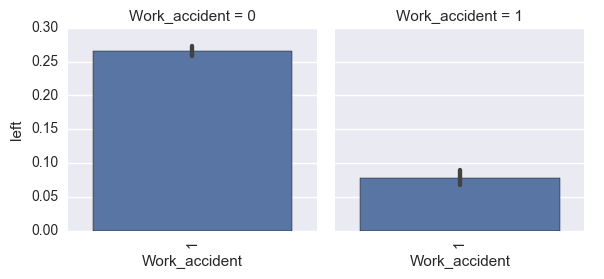 Work_accident = 0
Work_accident = 1
0.30
0.25
0.20
0.15
0.10
0.05
0.00
left
1
1
Work_accident
Work_accident